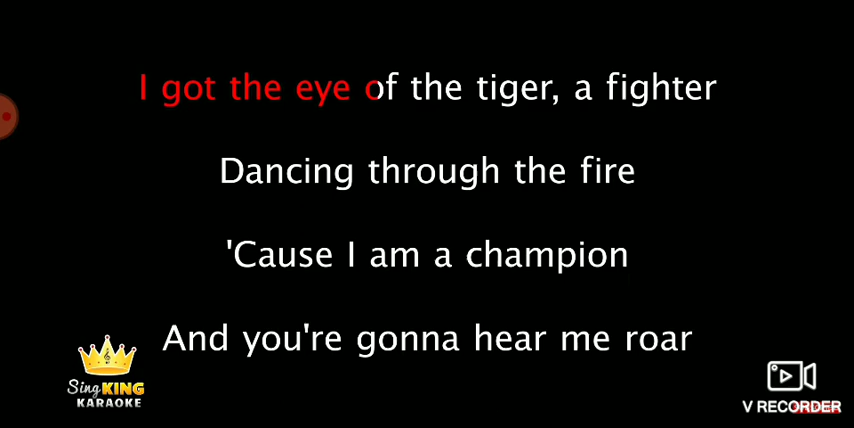 I got the eye of the tiger, a fighter
Dancing through the fire
'Cause I am a champion
And you're gonna hear me roar
Sing KING
KARAOKE
V RECORDER